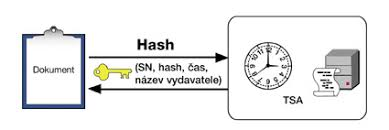 Hash
Dokument
(SN, hash, čas,
název vydavatele)
TSA